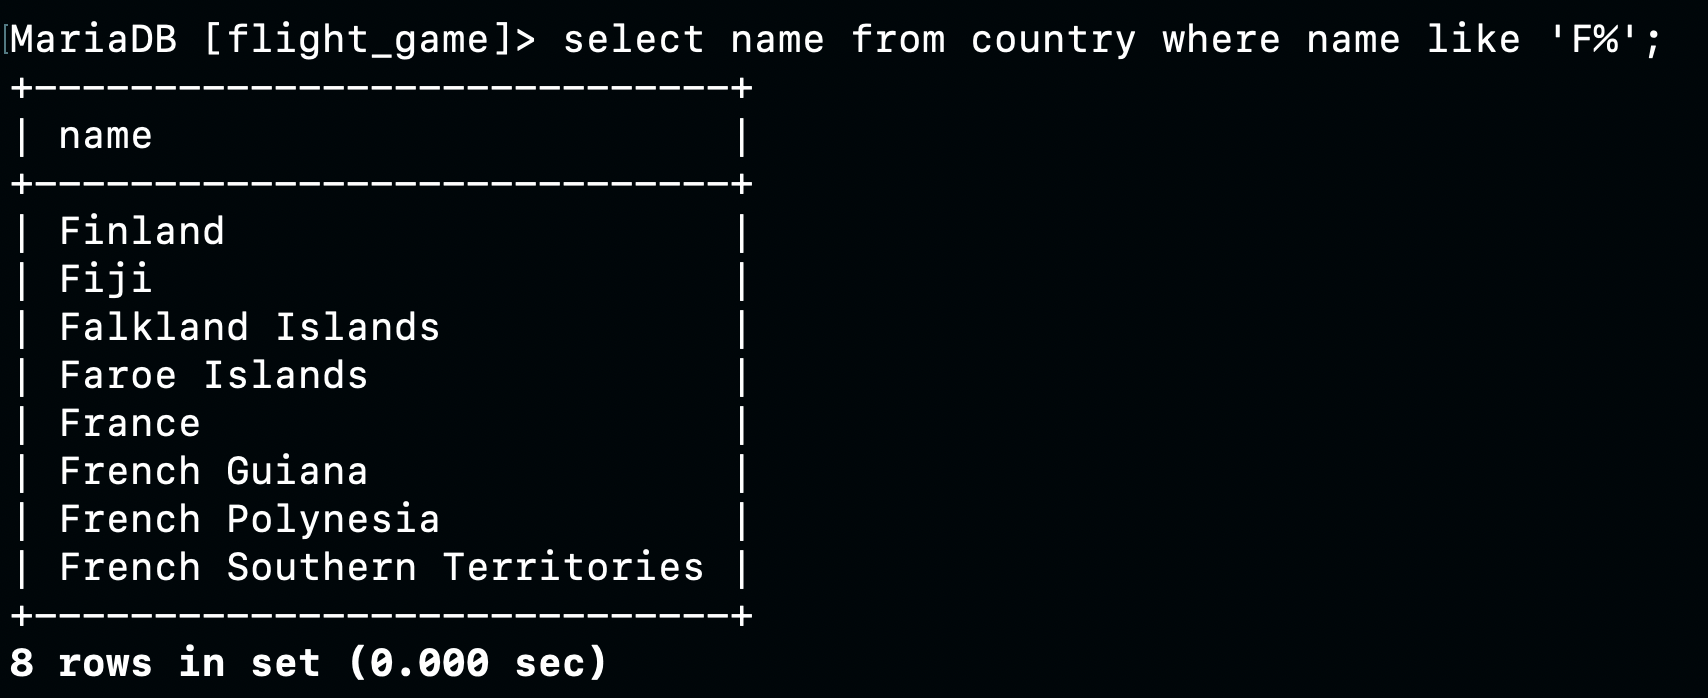 MariaDB [flight_game]> select name from country where name like 'F%';
+-----------------------------+
| name                        |
+-----------------------------+
| Finland                     |
| Fiji                        |
| Falkland Islands            |
| Faroe Islands               |
| France                      |
| French Guiana               |
| French Polynesia            |
| French Southern Territories |
+-----------------------------+
8 rows in set (0.000 sec)